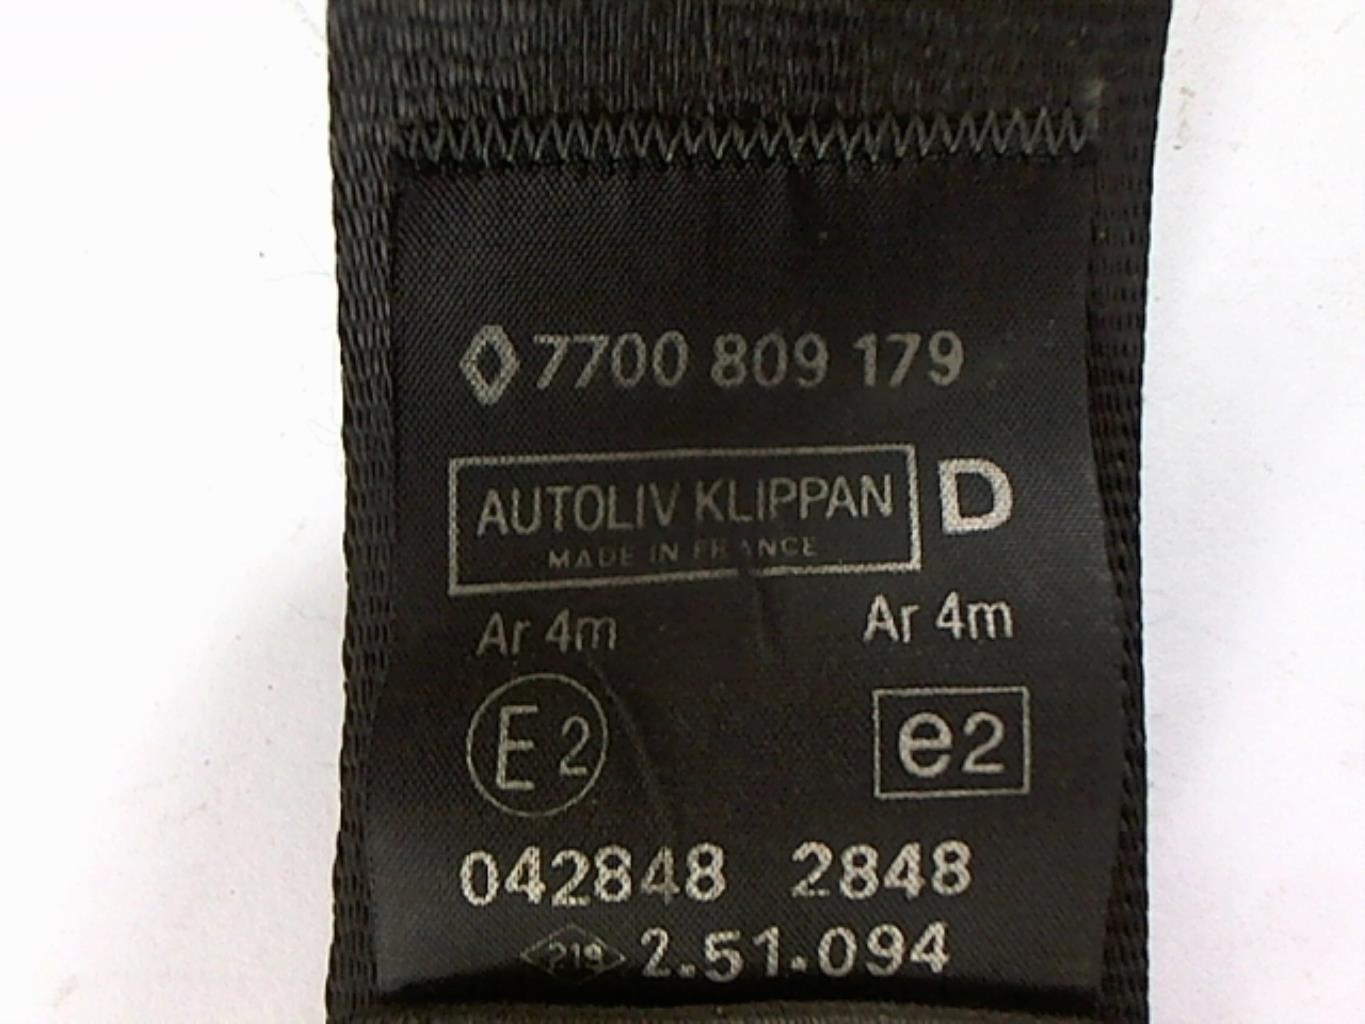 7700 809 179
AUTOLIV KLIPPAN D
MADE IN FRANCE
Ar 4m Ar 4m
E2 e2
042848 2848
219 2.51.094